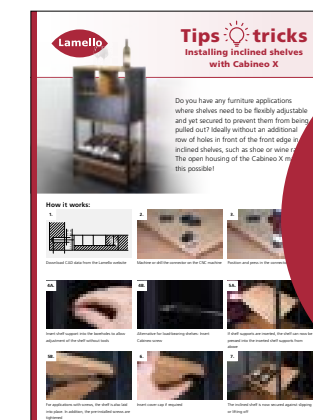 Lamello
Tips tricks
Installing inclined shelves
with Cabineo X
Do you have any furniture applications
where shelves need to be flexibly adjustable
and yet secured to prevent them from being
pulled out? Ideally without an additional
row of holes in front of the front edge in
inclined shelves, such as shoe or wine
The open housing of the Cabineo X
this possible!
How it works:
1.
2.
3.
Download CAD data from the Lamello website
Machine or drill the connector on the CNC machine
Position and press in the
4A.
4B.
5A.
Insert shelf support into the boreholes to allow
adjustment of the shelf without tools
Alternative for load-bearing shelves: Insert
Cabineo screw
If shelf supports are inserted, the shelf can now be
pressed into the inserted shelf supports from
above
5B.
6.
7.
For applications with screws, the shelf is also laid
into place. In addition, the pre-installed screws are
tightened
Insert cover cap if required
The inclined shelf is now secured against slipping
or lifting off